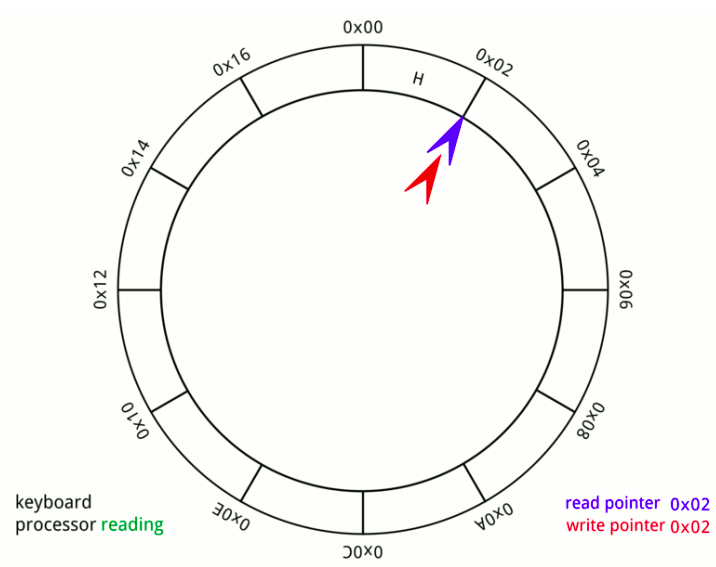 0x00
0x02
0x04
0x06
0x08
0x0A
0x0C
0x0E
0x10
0x12
0x14
0x16
H
keyboard
processor reading
read pointer 0x02
write pointer 0x02